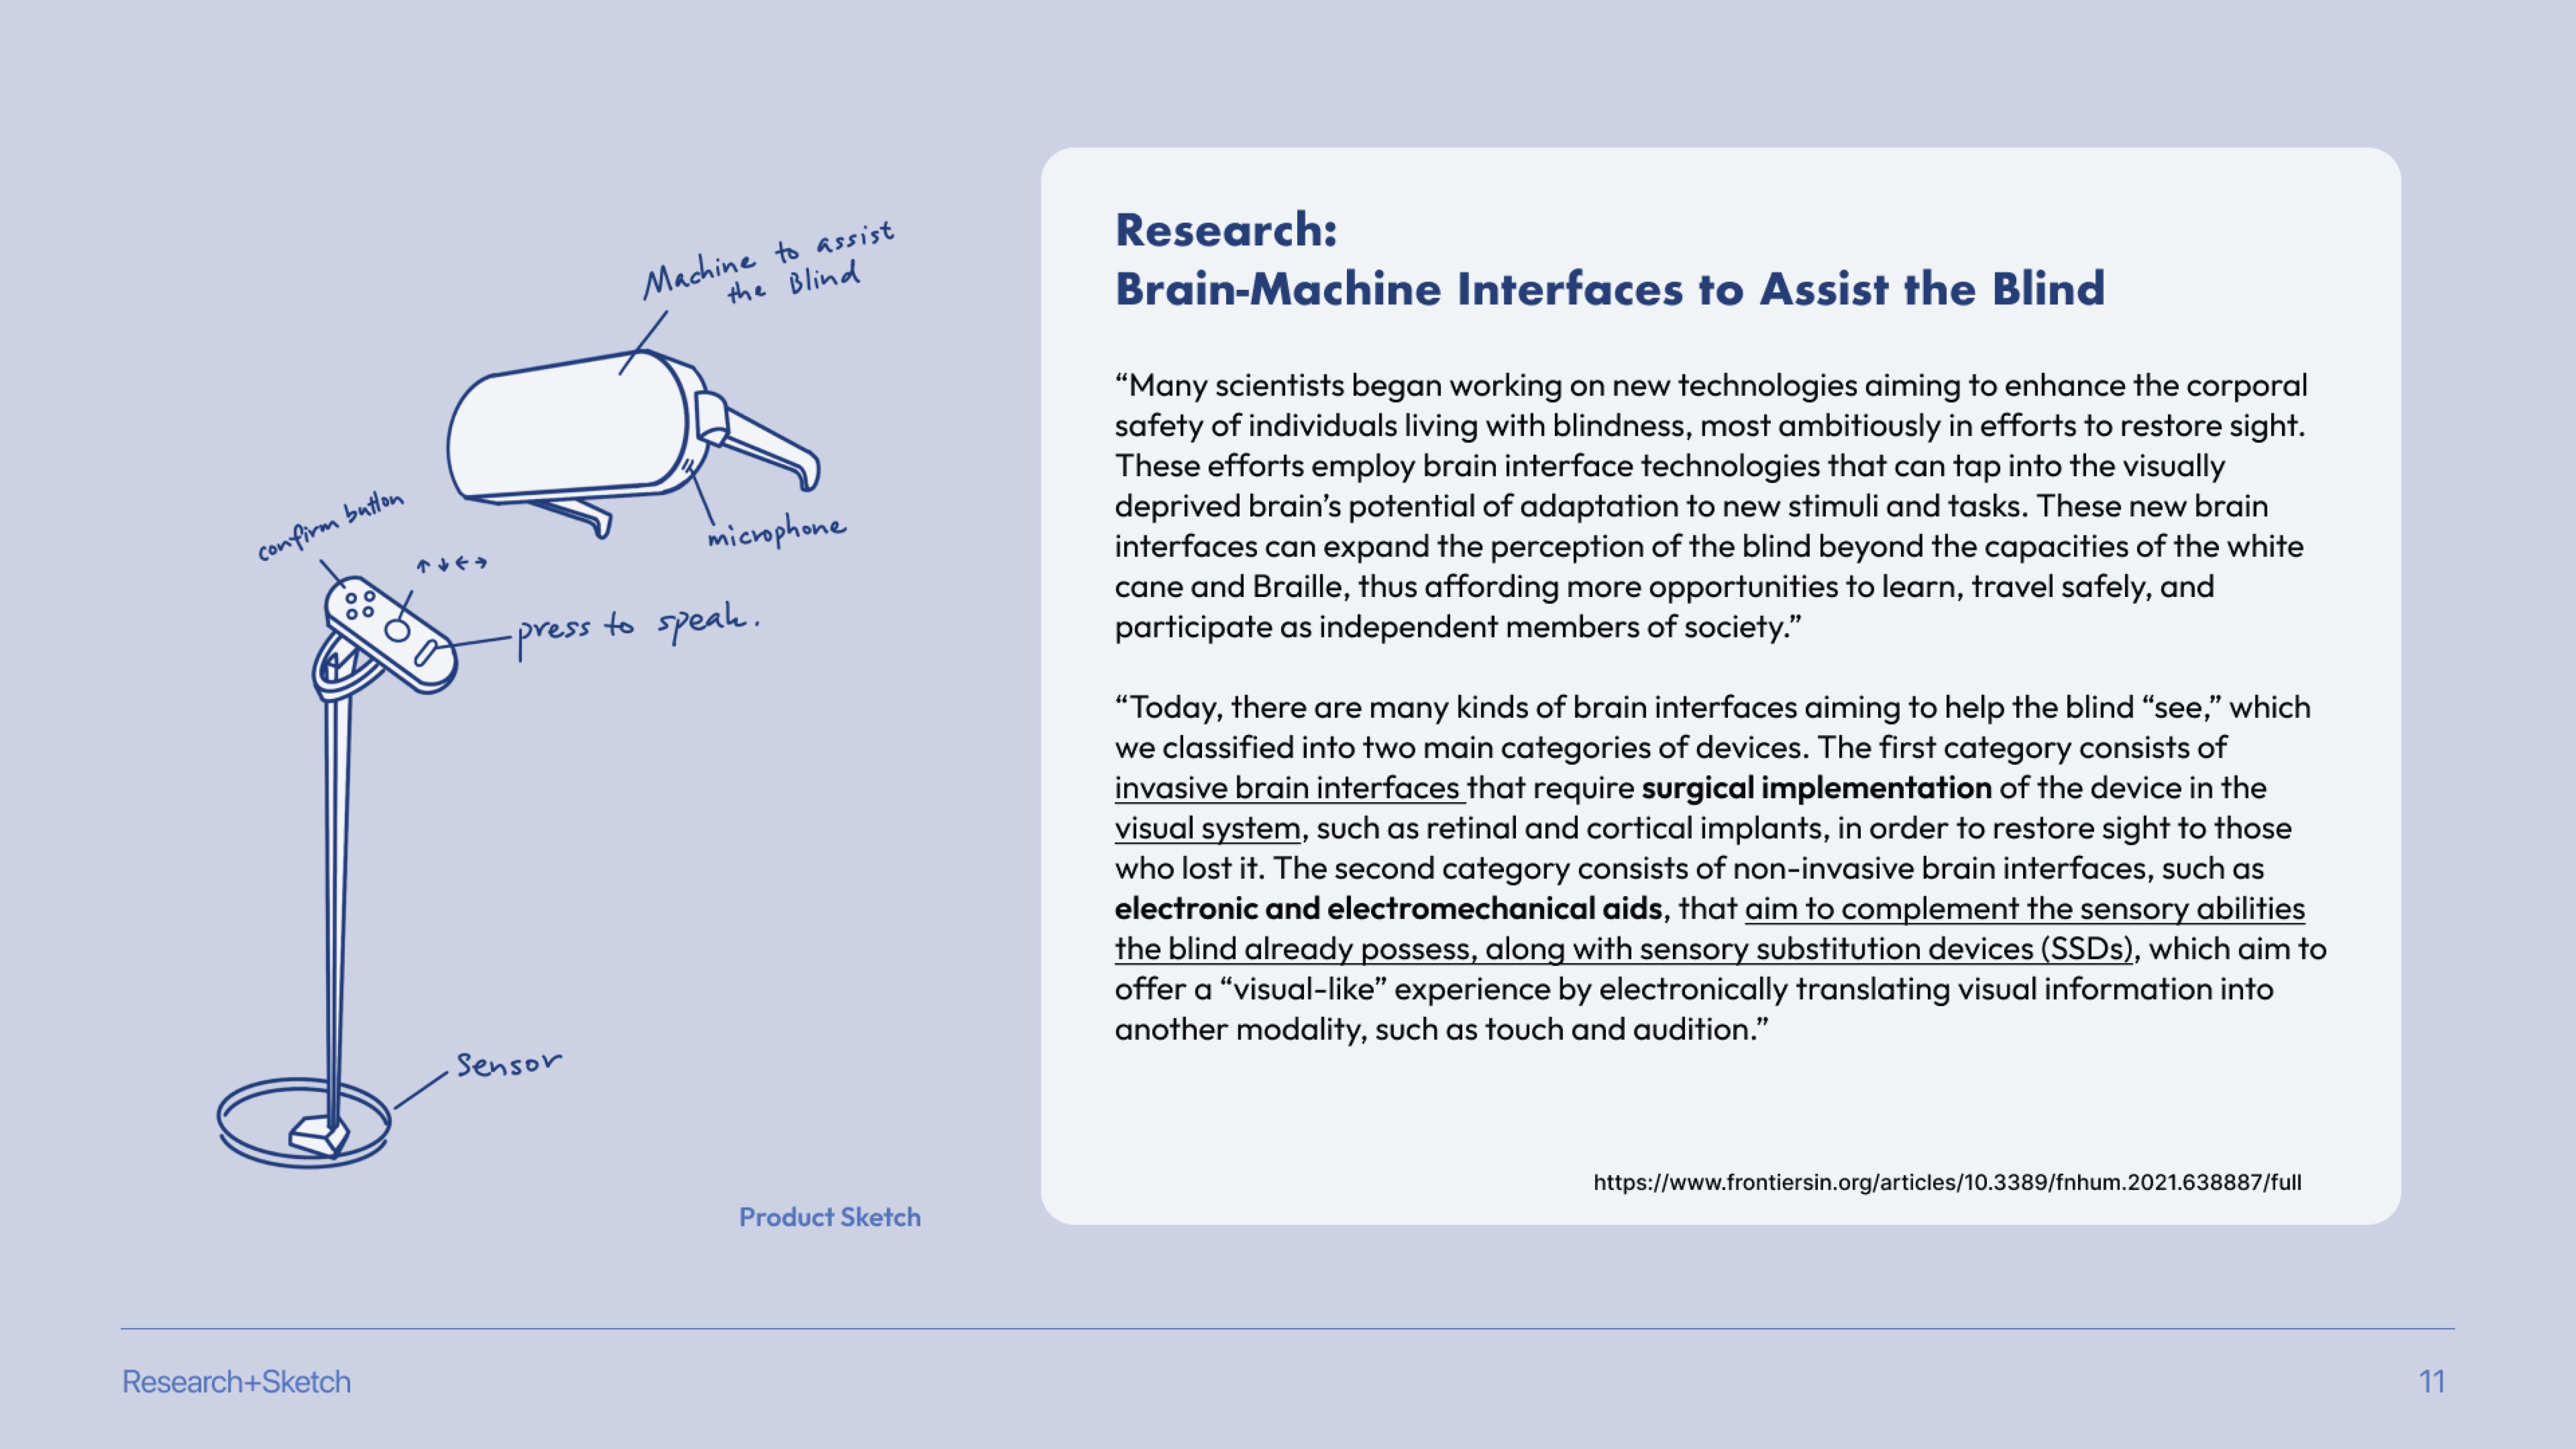 Machine to assist
the Blind
microphone
confirm button
↑↓←→
press to speak.
Sensor
Product Sketch
Research:
Brain-Machine Interfaces to Assist the Blind
“Many scientists began working on new technologies aiming to enhance the corporal
safety of individuals living with blindness, most ambitiously in efforts to restore sight.
These efforts employ brain interface technologies that can tap into the visually
deprived brain’s potential of adaptation to new stimuli and tasks. These new brain
interfaces can expand the perception of the blind beyond the capacities of the white
cane and Braille, thus affording more opportunities to learn, travel safely, and
participate as independent members of society.”
“Today, there are many kinds of brain interfaces aiming to help the blind “see,” which
we classified into two main categories of devices. The first category consists of
invasive brain interfaces that require surgical implementation of the device in the
visual system, such as retinal and cortical implants, in order to restore sight to those
who lost it. The second category consists of non-invasive brain interfaces, such as
electronic and electromechanical aids, that aim to complement the sensory abilities
the blind already possess, along with sensory substitution devices (SSDs), which aim to
offer a “visual-like” experience by electronically translating visual information into
another modality, such as touch and audition.”
https://www.frontiersin.org/articles/10.3389/fnhum.2021.638887/full
Research+Sketch
11